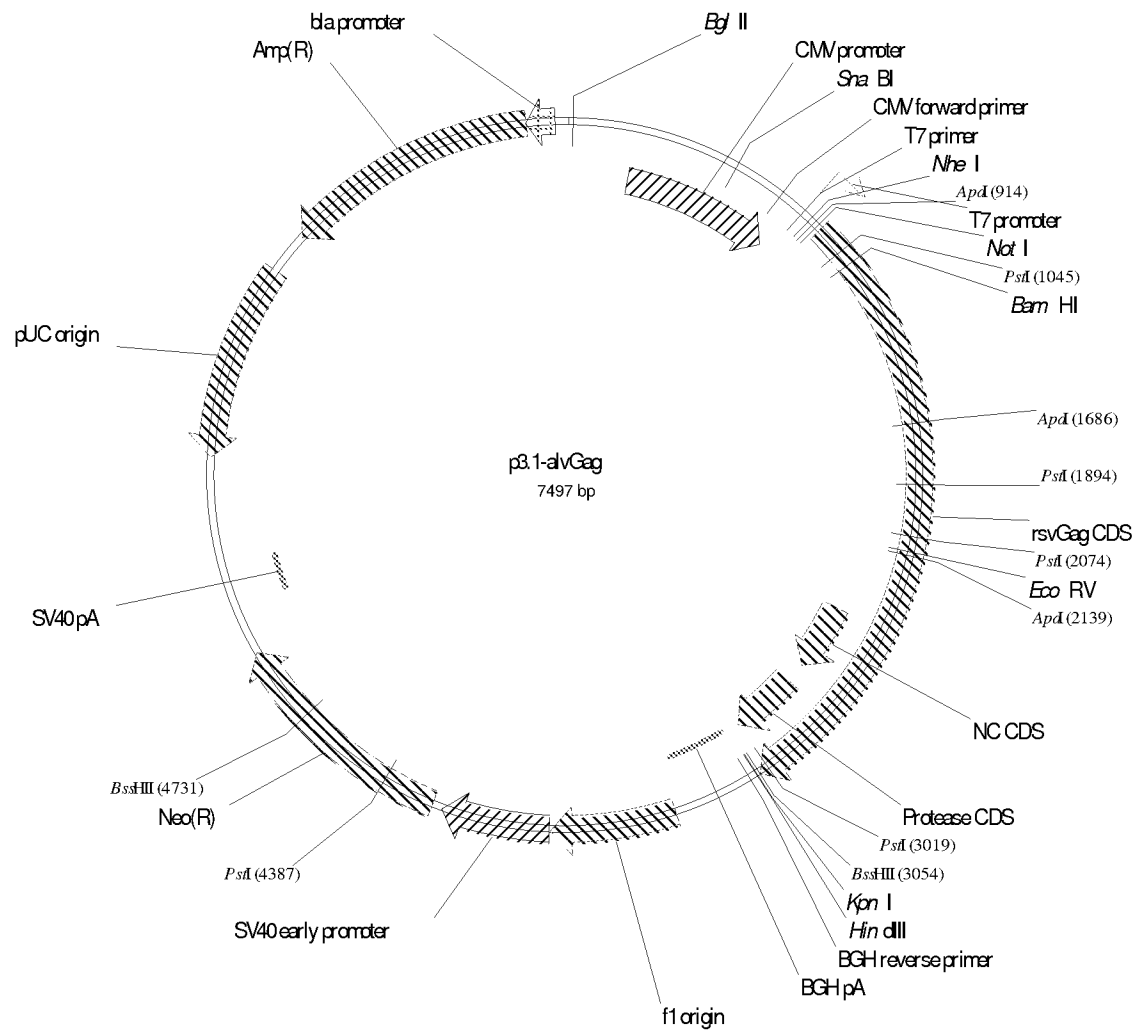 bla promoter
Amp(R)
Bgl II
CMV promoter
Sna BI
CMV forward primer
T7 primer
Nhe I
ApaI (914)
T7 promoter
Not I
PstI (1045)
Bam HI
pUC origin
ApaI (1686)
p3.1-alvGag
7497 bp
PstI (1894)
rsvGag CDS
PstI (2074)
Eco RV
ApaI (2139)
SV40 pA
NC CDS
BssHII (4731)
Neo(R)
Protease CDS
PstI (3019)
PstI (4387)
BssHII (3054)
Kpn I
SV40 early promoter
Hin dIII
BGH reverse primer
BGH pA
f1 origin